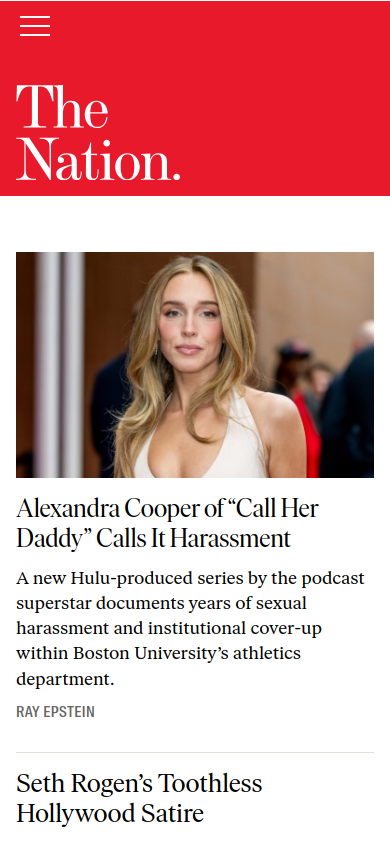 The
Nation.
Alexandra Cooper of “Call Her
Daddy” Calls It Harassment
A new Hulu-produced series by the podcast
superstar documents years of sexual
harassment and institutional cover-up
within Boston University’s athletics
department.
RAY EPSTEIN
Seth Rogen’s Toothless
Hollywood Satire